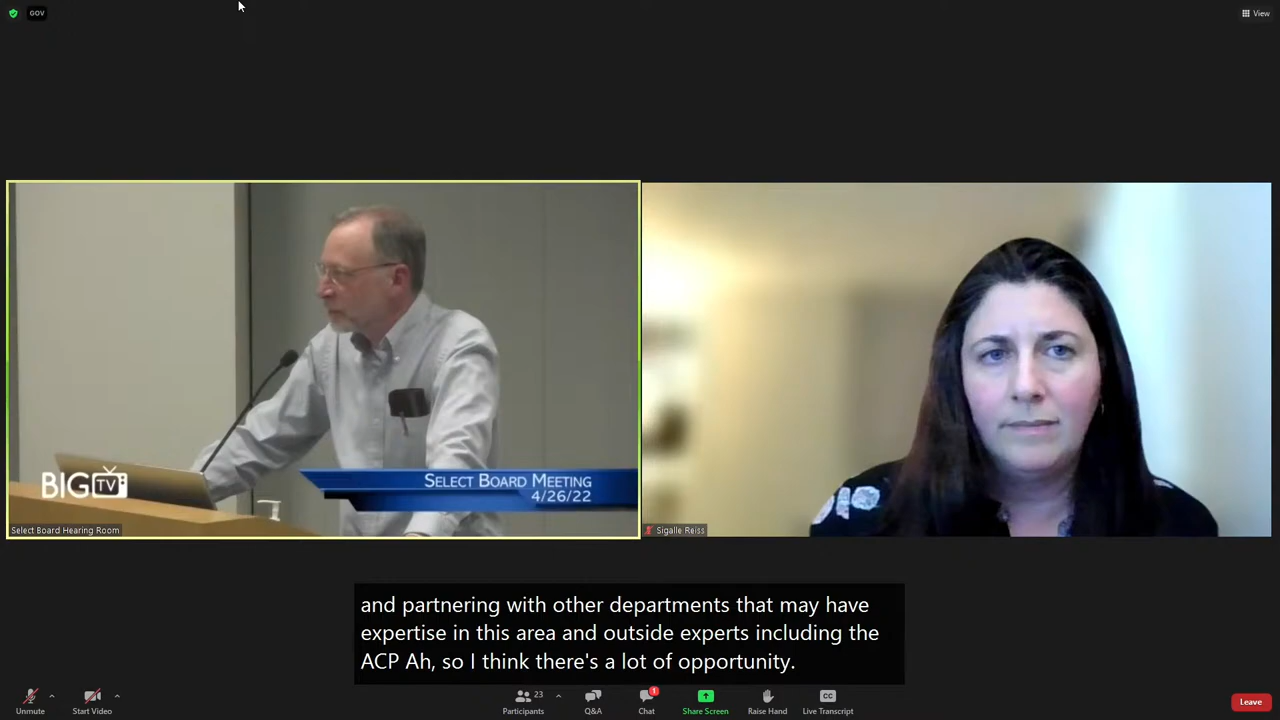 GOV
View
BIG TV
SELECT BOARD MEETING
4/26/22
Select Board Hearing Room
Sigalle Reiss
and partnering with other departments that may have
expertise in this area and outside experts including the
ACP Ah, so I think there's a lot of opportunity.
Unmute
Start Video
Participants
23
Q&A
Chat
1
Share Screen
Raise Hand
CC
Live Transcript
Leave